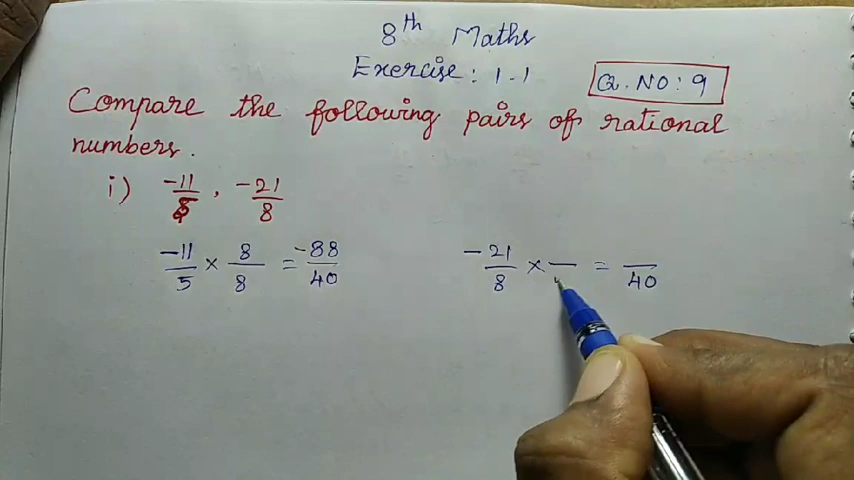 8th Maths
Exercise: 1.1
Q.NO: 9
Compare the following pairs of rational
numbers.
i) -11/5, -21/8
-11/5 × 8/8 = -88/40
-21/8 × — = —/40